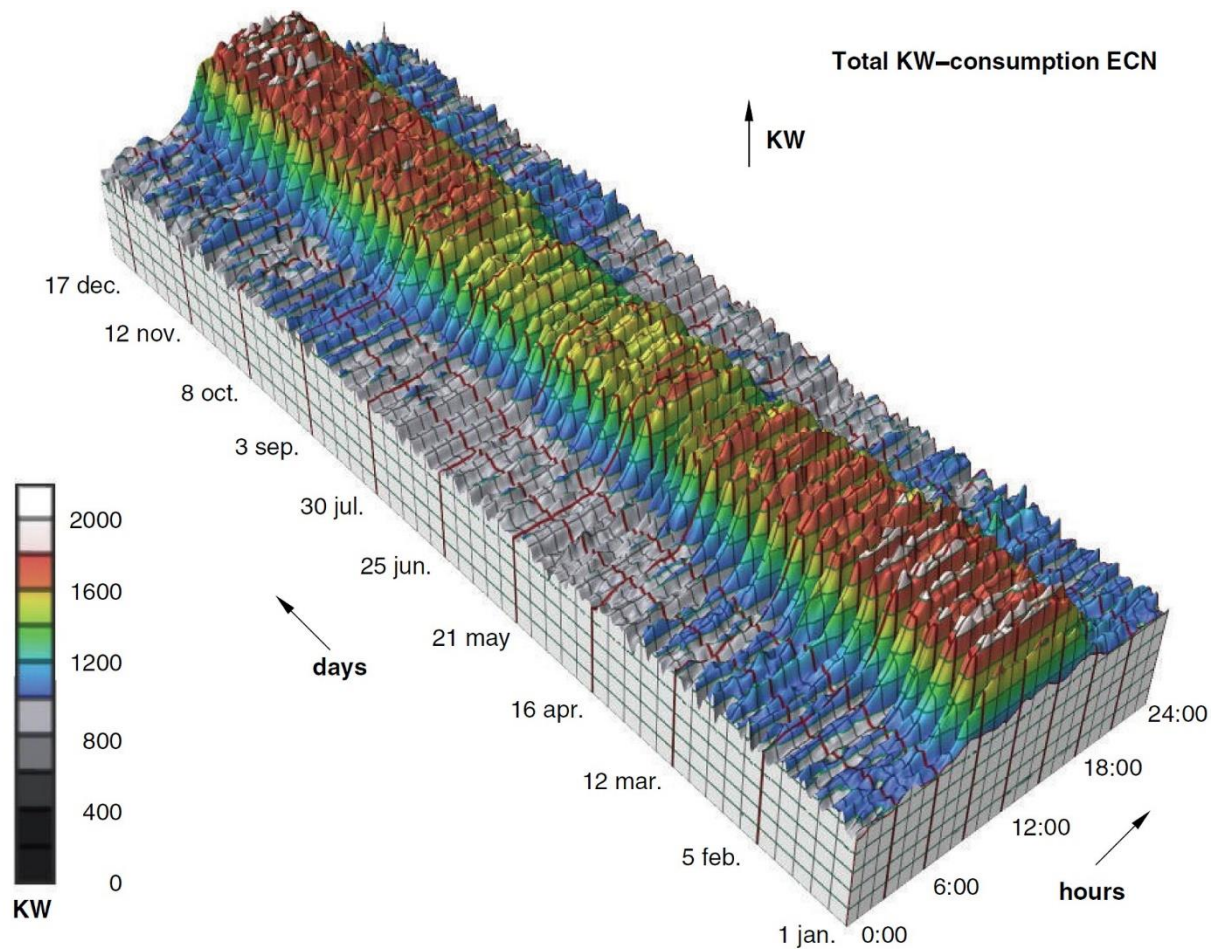 Total KW–consumption ECN
KW
17 dec.
12 nov.
8 oct.
3 sep.
30 jul.
25 jun.
21 may
16 apr.
12 mar.
5 feb.
1 jan.
days
0:00
6:00
12:00
18:00
24:00
hours
2000
1600
1200
800
400
0
KW